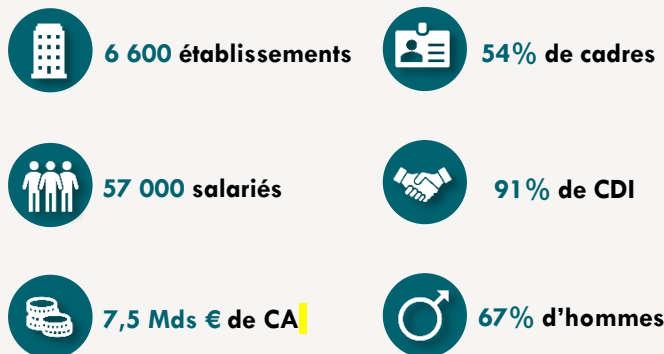 6 600 établissements
54% de cadres
57 000 salariés
91% de CDI
7,5 Mds € de CA
67% d’hommes